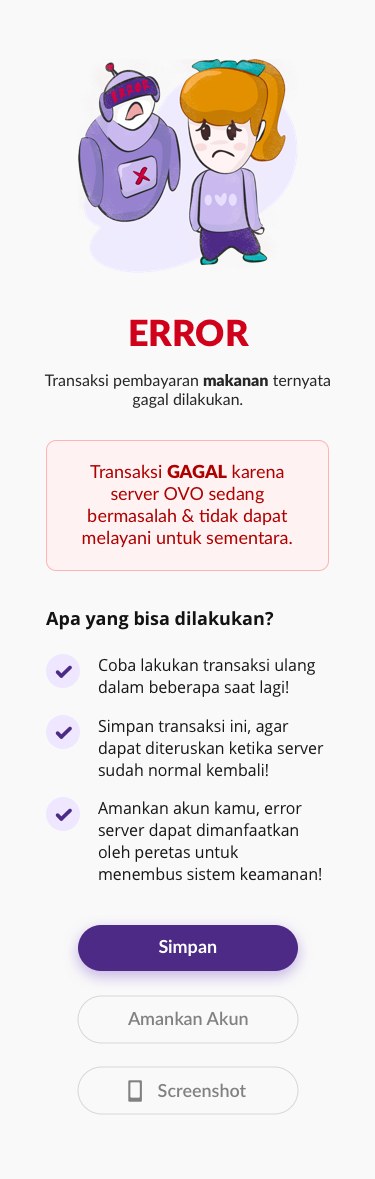 ERROR
OVO
ERROR
Transaksi pembayaran makanan ternyata
gagal dilakukan.
Transaksi GAGAL karena
server OVO sedang
bermasalah & tidak dapat
melayani untuk sementara.
Apa yang bisa dilakukan?
Coba lakukan transaksi ulang
dalam beberapa saat lagi!
Simpan transaksi ini, agar
dapat diteruskan ketika server
sudah normal kembali!
Amankan akun kamu, error
server dapat dimanfaatkan
oleh peretas untuk
menembus sistem keamanan!
Simpan
Amankan Akun
Screenshot